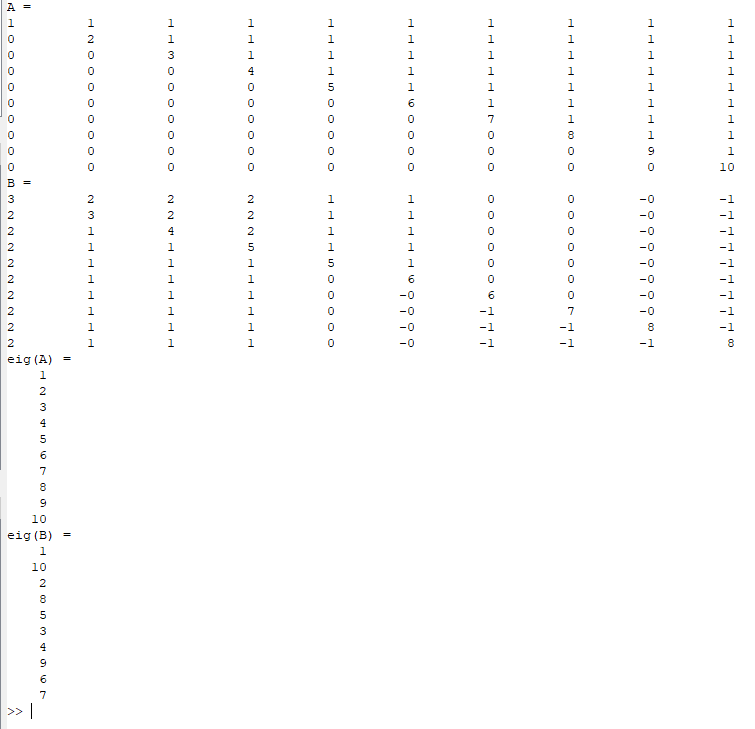 A =
1 1 1 1 1 1 1 1 1 1
0 2 1 1 1 1 1 1 1 1
0 0 3 1 1 1 1 1 1 1
0 0 0 4 1 1 1 1 1 1
0 0 0 0 5 1 1 1 1 1
0 0 0 0 0 6 1 1 1 1
0 0 0 0 0 0 7 1 1 1
0 0 0 0 0 0 0 8 1 1
0 0 0 0 0 0 0 0 9 1
0 0 0 0 0 0 0 0 0 10
B =
3 2 2 2 1 1 0 0 -0 -1
2 3 2 2 1 1 0 0 -0 -1
2 1 4 2 1 1 0 0 -0 -1
2 1 1 5 1 1 0 0 -0 -1
2 1 1 1 5 1 0 0 -0 -1
2 1 1 1 0 6 0 0 -0 -1
2 1 1 1 0 -0 6 0 -0 -1
2 1 1 1 0 -0 -1 7 -0 -1
2 1 1 1 0 -0 -1 -1 8 -1
2 1 1 1 0 -0 -1 -1 -1 8
eig(A) =
1
2
3
4
5
6
7
8
9
10
eig(B) =
1
10
2
8
5
3
4
9
6
7
>>